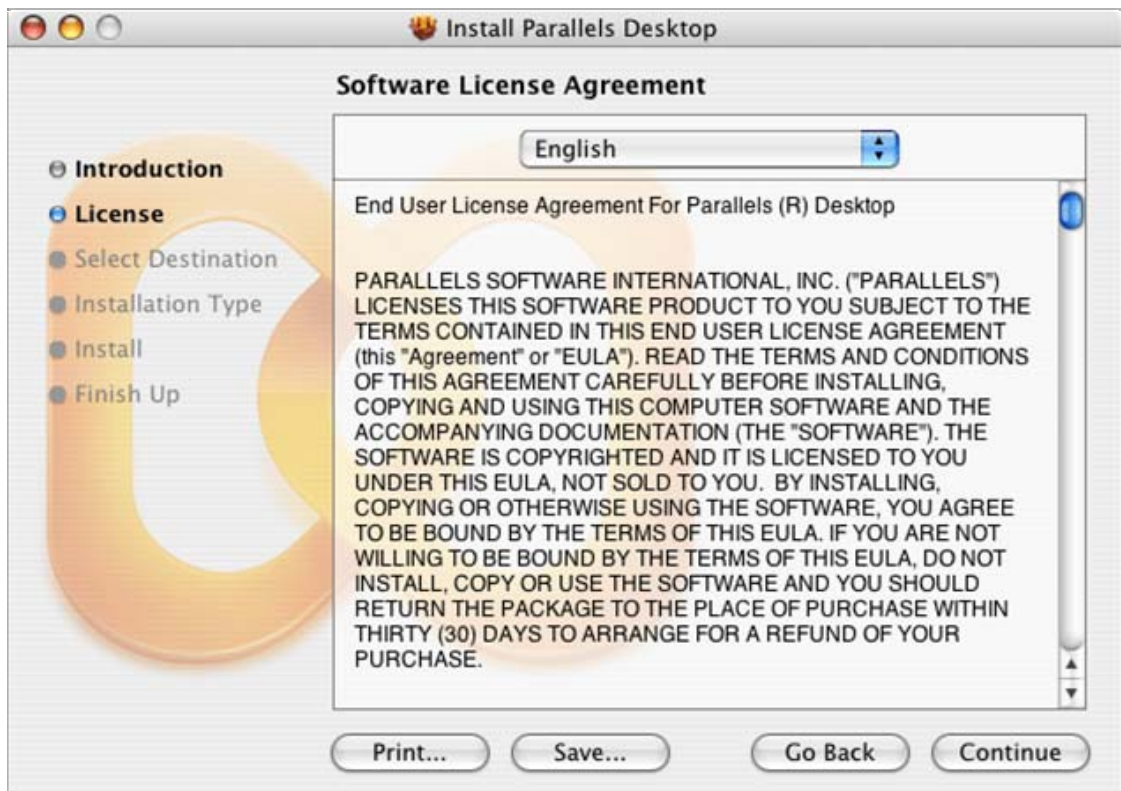 Install Parallels Desktop
Software License Agreement
Introduction
License
Select Destination
Installation Type
Install
Finish Up
English
End User License Agreement For Parallels (R) Desktop
PARALLELS SOFTWARE INTERNATIONAL, INC. ("PARALLELS")
LICENSES THIS SOFTWARE PRODUCT TO YOU SUBJECT TO THE
TERMS CONTAINED IN THIS END USER LICENSE AGREEMENT
(this "Agreement" or "EULA"). READ THE TERMS AND CONDITIONS
OF THIS AGREEMENT CAREFULLY BEFORE INSTALLING,
COPYING AND USING THIS COMPUTER SOFTWARE AND THE
ACCOMPANYING DOCUMENTATION (THE "SOFTWARE"). THE
SOFTWARE IS COPYRIGHTED AND IT IS LICENSED TO YOU
UNDER THIS EULA, NOT SOLD TO YOU.  BY INSTALLING,
COPYING OR OTHERWISE USING THE SOFTWARE, YOU AGREE
TO BE BOUND BY THE TERMS OF THIS EULA. IF YOU ARE NOT
WILLING TO BE BOUND BY THE TERMS OF THIS EULA, DO NOT
INSTALL, COPY OR USE THE SOFTWARE AND YOU SHOULD
RETURN THE PACKAGE TO THE PLACE OF PURCHASE WITHIN
THIRTY (30) DAYS TO ARRANGE FOR A REFUND OF YOUR
PURCHASE.
Print...
Save...
Go Back
Continue